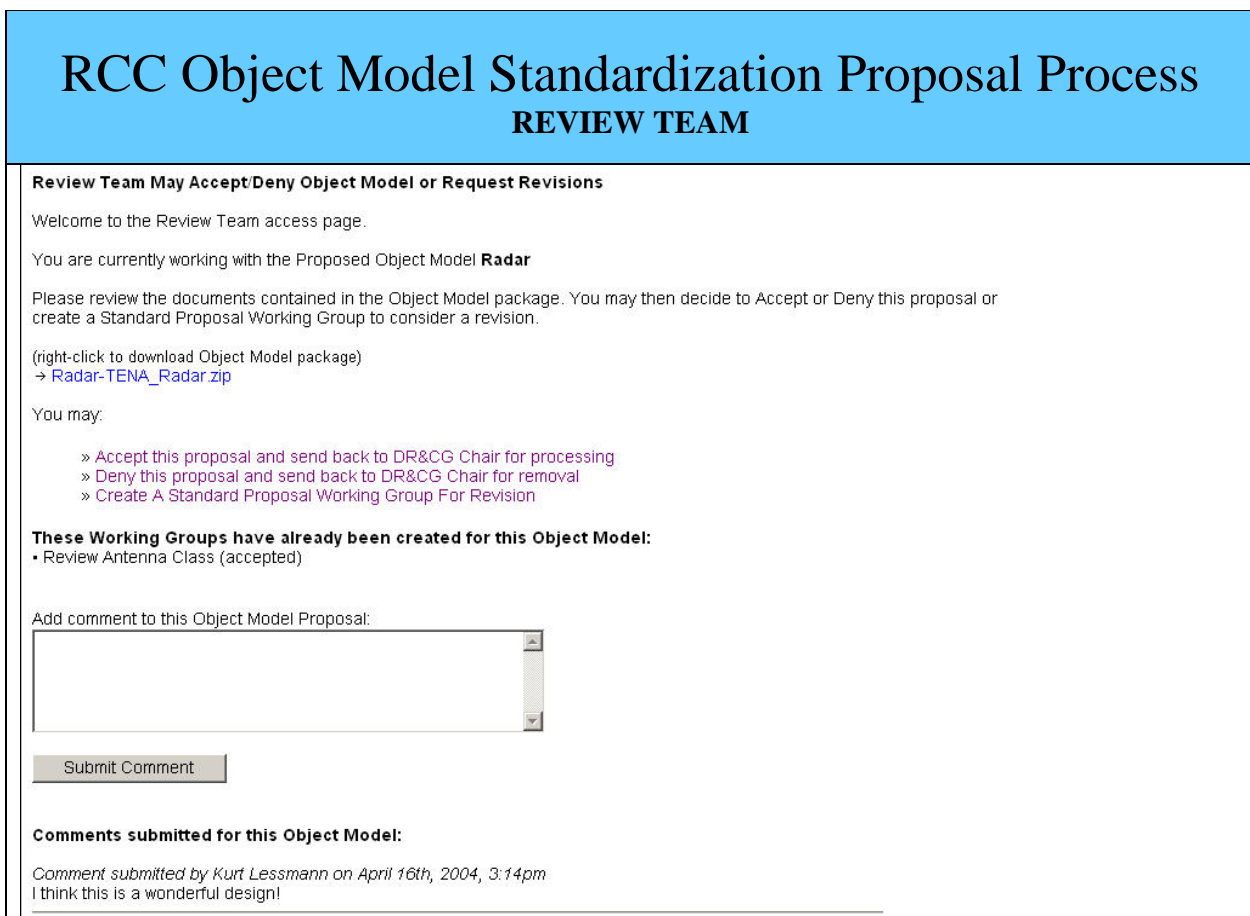 RCC Object Model Standardization Proposal Process
REVIEW TEAM
Review Team May Accept/Deny Object Model or Request Revisions
Welcome to the Review Team access page.
You are currently working with the Proposed Object Model Radar
Please review the documents contained in the Object Model package. You may then decide to Accept or Deny this proposal or
create a Standard Proposal Working Group to consider a revision.
(right-click to download Object Model package)
→ Radar-TENA_Radar.zip
You may:
» Accept this proposal and send back to DR&CG Chair for processing
» Deny this proposal and send back to DR&CG Chair for removal
» Create A Standard Proposal Working Group For Revision
These Working Groups have already been created for this Object Model:
• Review Antenna Class (accepted)
Add comment to this Object Model Proposal:
Submit Comment
Comments submitted for this Object Model:
Comment submitted by Kurt Lessmann on April 16th, 2004, 3:14pm
I think this is a wonderful design!